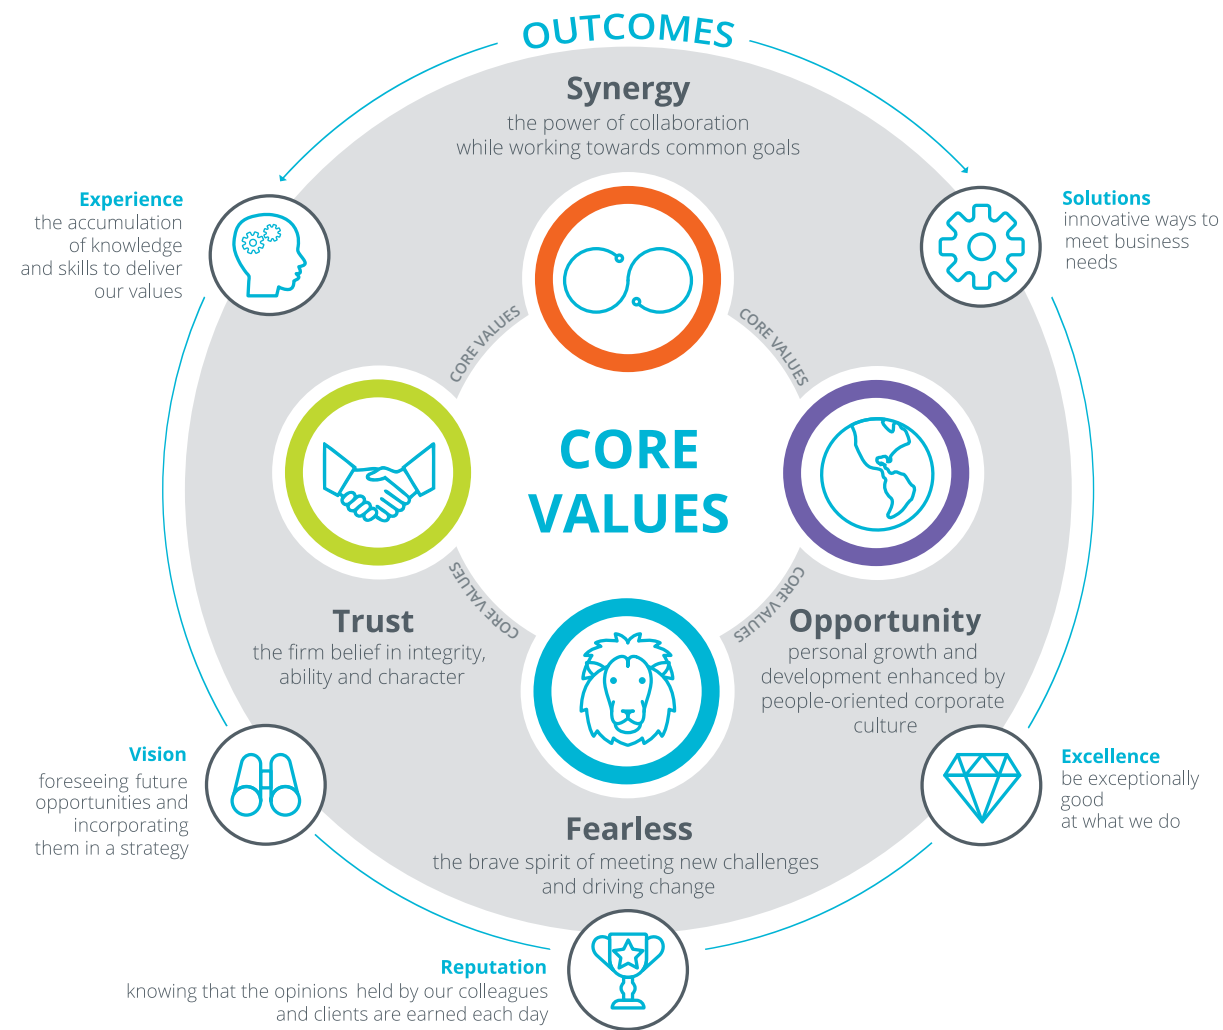 OUTCOMES
Synergy
the power of collaboration
while working towards common goals
Experience
the accumulation
of knowledge
and skills to deliver
our values
Solutions
innovative ways to
meet business
needs
CORE VALUES
CORE VALUES
CORE
VALUES
CORE VALUES
CORE VALUES
Trust
the firm belief in integrity,
ability and character
Opportunity
personal growth and
development enhanced by
people-oriented corporate
culture
Vision
foreseeing future
opportunities and
incorporating
them in a strategy
Excellence
be exceptionally
good
at what we do
Fearless
the brave spirit of meeting new challenges
and driving change
Reputation
knowing that the opinions held by our colleagues
and clients are earned each day